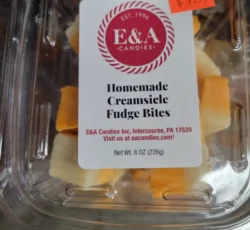 EST. 1996
E&A
• CANDIES •
Homemade
Creamsicle
Fudge Bites
E&A Candies Inc, Intercourse, PA 17529
Visit us at eacandies.com!
Net Wt. 8 OZ (226g)